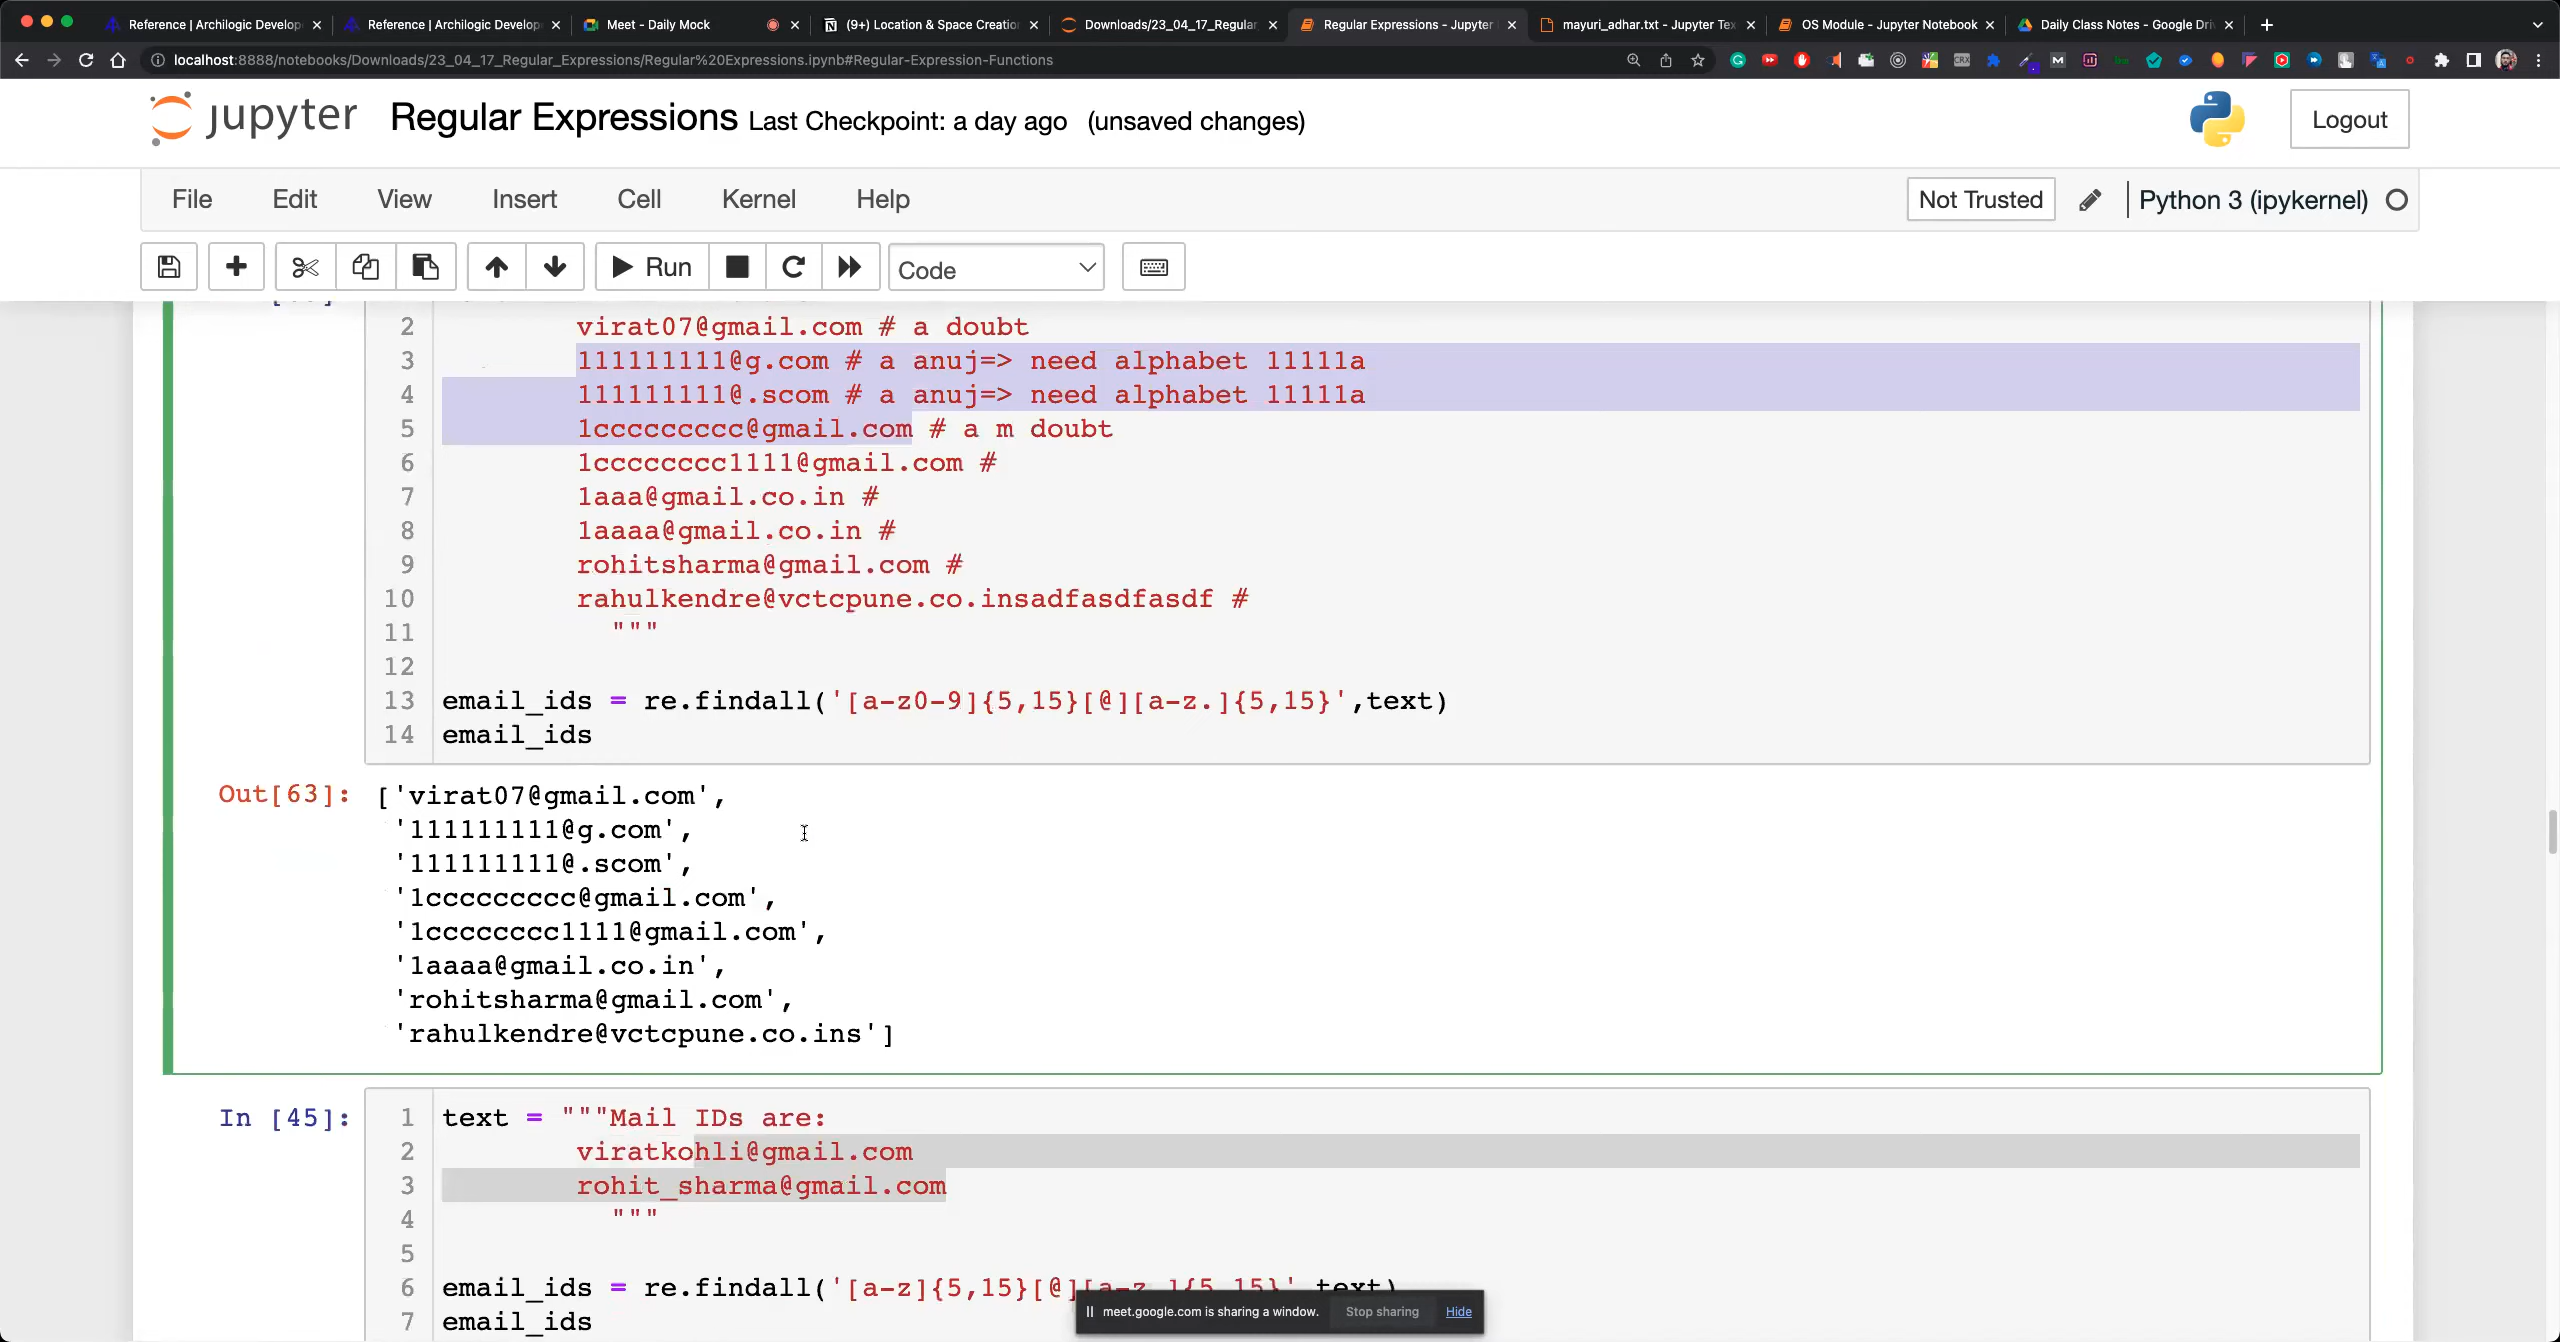 Reference | Archilogic Develop
Reference | Archilogic Develop
Meet - Daily Mock
(9+) Location & Space Creation
Downloads/23_04_17_Regular_
Regular Expressions - Jupyter
mayuri_adhar.txt - Jupyter Tex
OS Module - Jupyter Notebook
Daily Class Notes - Google Dri
localhost:8888/notebooks/Downloads/23_04_17_Regular_Expressions/Regular%20Expressions.ipynb#Regular-Expression-Functions
jupyter Regular Expressions Last Checkpoint: a day ago (unsaved changes)
Logout
File Edit View Insert Cell Kernel Help
Not Trusted Python 3 (ipykernel)
Run Code
2 virat07@gmail.com # a doubt
3 111111111@g.com # a anuj=> need alphabet 11111a
4 111111111@.scom # a anuj=> need alphabet 11111a
5 1ccccccccc@gmail.com # a m doubt
6 1cccccccc1111@gmail.com #
7 1aaa@gmail.co.in #
8 1aaaa@gmail.co.in #
9 rohitsharma@gmail.com #
10 rahulkendre@vctcpune.co.insadfasdfasdf #
11 """
12
13 email_ids = re.findall('[a-z0-9]{5,15}[@][a-z.]{5,15}',text)
14 email_ids
Out[63]: ['virat07@gmail.com',
'111111111@g.com',
'111111111@.scom',
'1ccccccccc@gmail.com',
'1cccccccc1111@gmail.com',
'1aaaa@gmail.co.in',
'rohitsharma@gmail.com',
'rahulkendre@vctcpune.co.ins']
In [45]: 1 text = """Mail IDs are:
2 viratkohli@gmail.com
3 rohit_sharma@gmail.com
4 """
5
6 email_ids = re.findall('[a-z]{5,15}[@][a-z.]{5,15}',text)
7 email_ids
meet.google.com is sharing a window. Stop sharing Hide